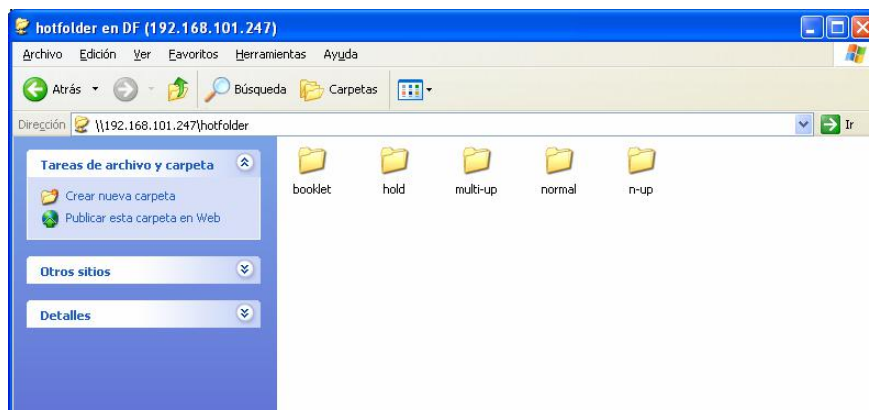 hotfolder en DF (192.168.101.247)
Archivo Edición Ver Favoritos Herramientas Ayuda
Atrás Búsqueda Carpetas
Dirección \\192.168.101.247\hotfolder Ir
Tareas de archivo y carpeta
Crear nueva carpeta
Publicar esta carpeta en Web
Otros sitios
Detalles
booklet hold multi-up normal n-up